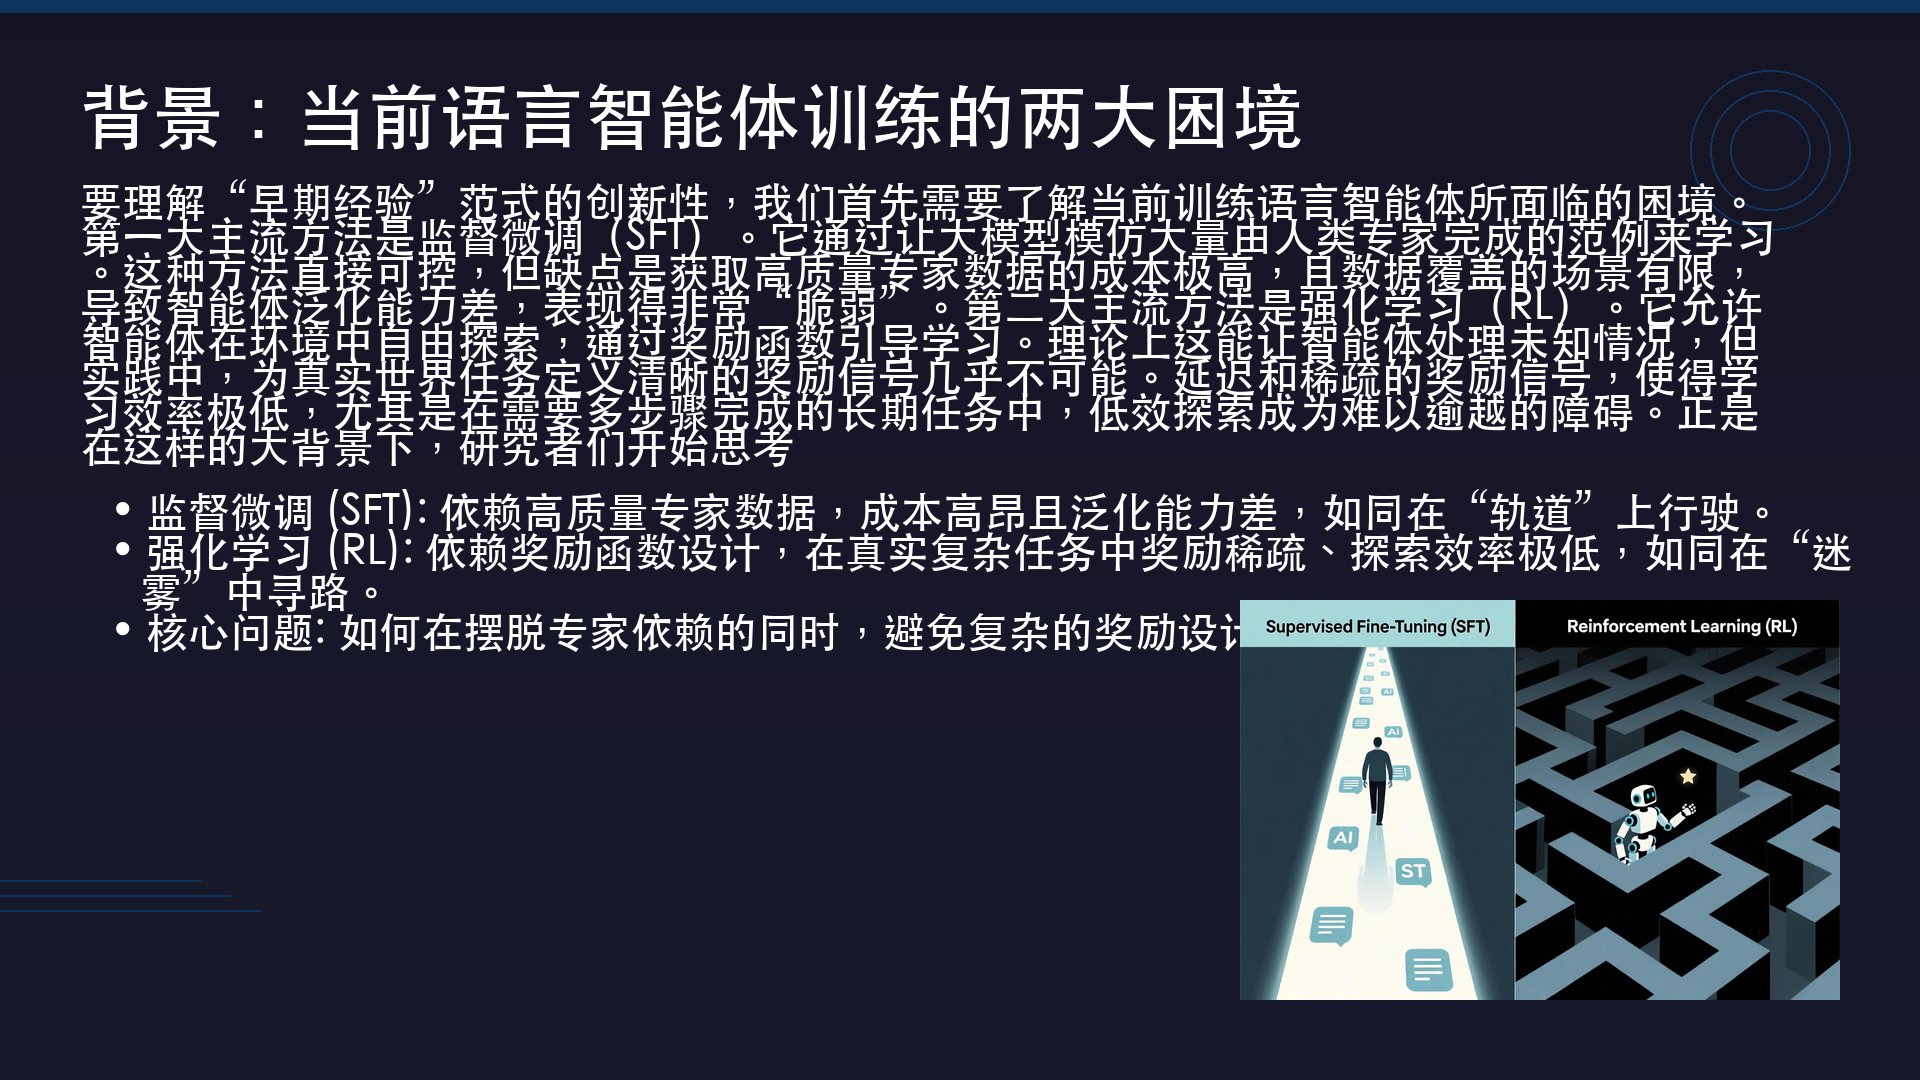 背景：当前语言智能体训练的两大困境
要理解“早期经验”范式的创新性，我们首先需要了解当前训练语言智能体所面临的困境。
第一大主流方法是监督微调（SFT）。它通过让大模型模仿大量由人类专家完成的范例来学习
。这种方法直接可控，但缺点是获取高质量专家数据的成本极高，且数据覆盖的场景有限，
导致智能体泛化能力差，表现得非常“脆弱”。第二大主流方法是强化学习（RL）。它允许
智能体在环境中自由探索，通过奖励函数引导学习。理论上这能让智能体处理未知情况，但
实践中，为真实世界任务定义清晰的奖励信号几乎不可能。延迟和稀疏的奖励信号，使得学
习效率极低，尤其是在需要多步骤完成的长期任务中，低效探索成为难以逾越的障碍。正是
在这样的大背景下，研究者们开始思考
• 监督微调 (SFT): 依赖高质量专家数据，成本高昂且泛化能力差，如同在“轨道”上行驶。
• 强化学习 (RL): 依赖奖励函数设计，在真实复杂任务中奖励稀疏、探索效率极低，如同在“迷
雾”中寻路。
• 核心问题: 如何在摆脱专家依赖的同时，避免复杂的奖励设计
Supervised Fine-Tuning (SFT)
Reinforcement Learning (RL)
AI
AI
AI
ST